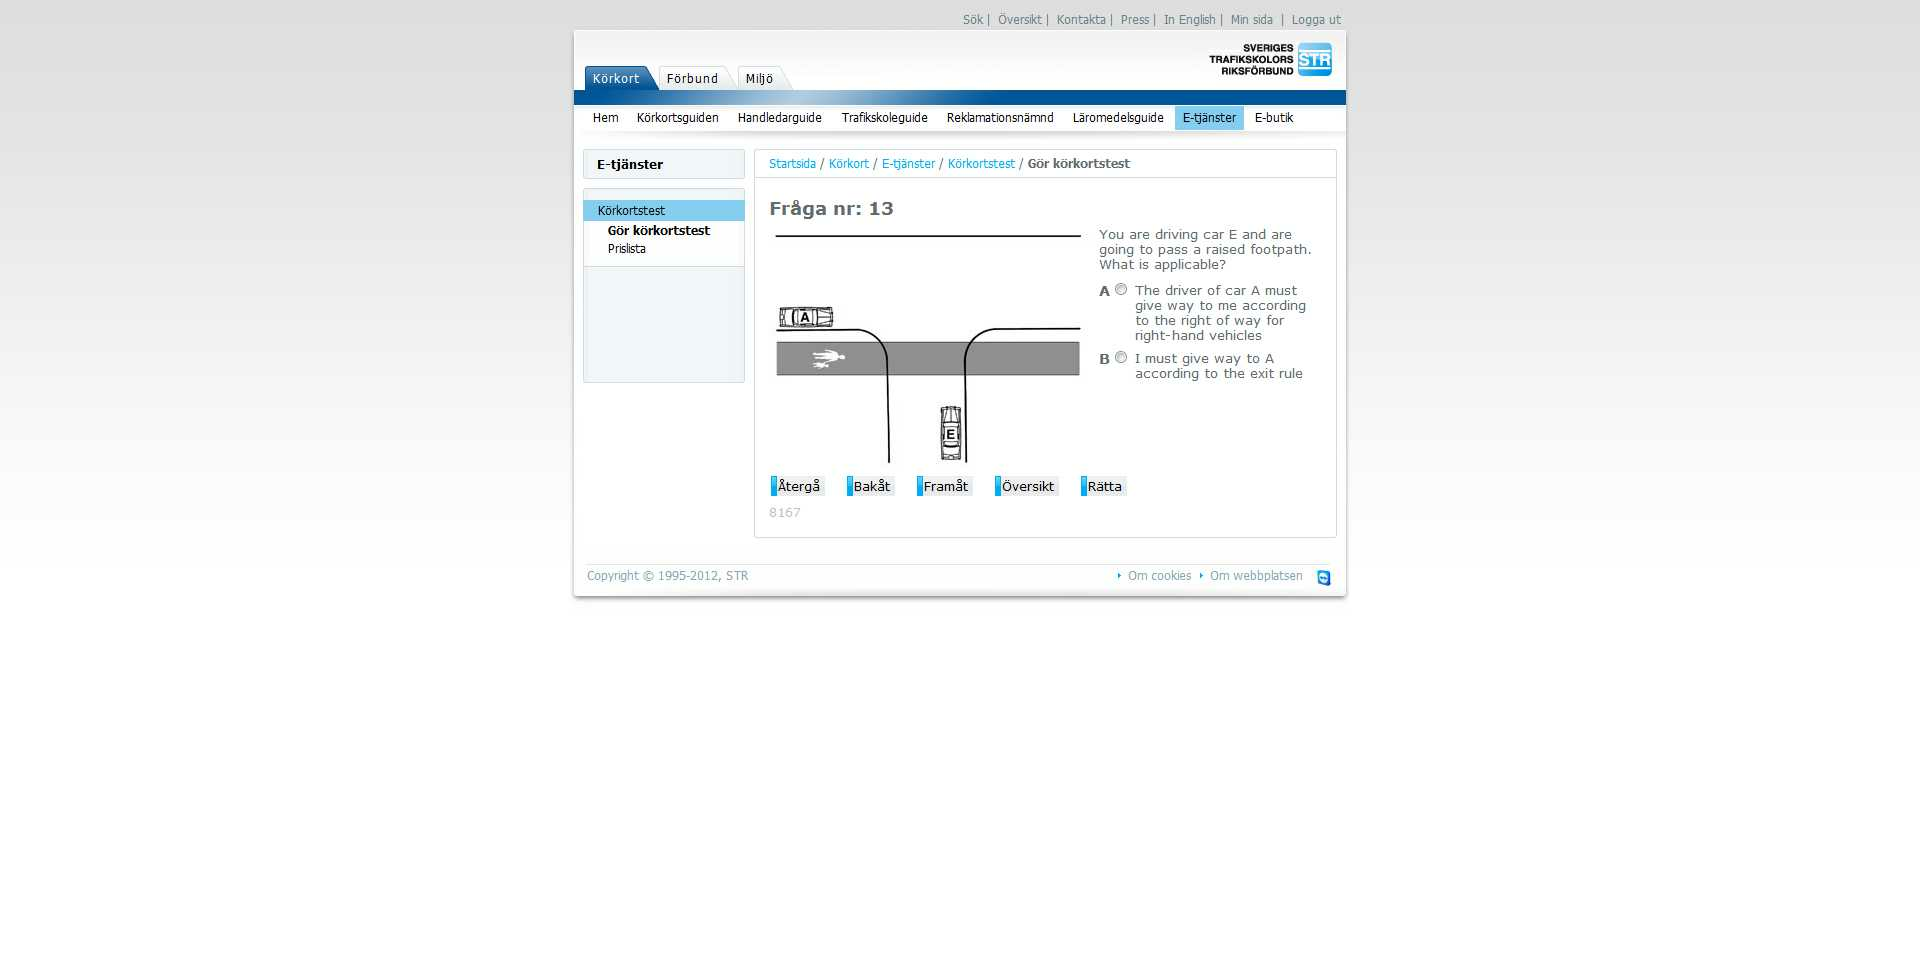 Sök | Översikt | Kontakta | Press | In English | Min sida | Logga ut
SVERIGES
TRAFIKSKOLORS
RIKSFÖRBUND
STR
Körkort Förbund Miljö
Hem Körkortsguiden Handledarguide Trafikskoleguide Reklamationsnämnd Läromedelsguide E-tjänster E-butik
E-tjänster
Körkortstest
Gör körkortstest
Prislista
Startsida / Körkort / E-tjänster / Körkortstest / Gör körkortstest
Fråga nr: 13
A
E
You are driving car E and are
going to pass a raised footpath.
What is applicable?
A The driver of car A must
give way to me according
to the right of way for
right-hand vehicles
B I must give way to A
according to the exit rule
Återgå Bakåt Framåt Översikt Rätta
8167
Copyright © 1995-2012, STR
Om cookies Om webbplatsen